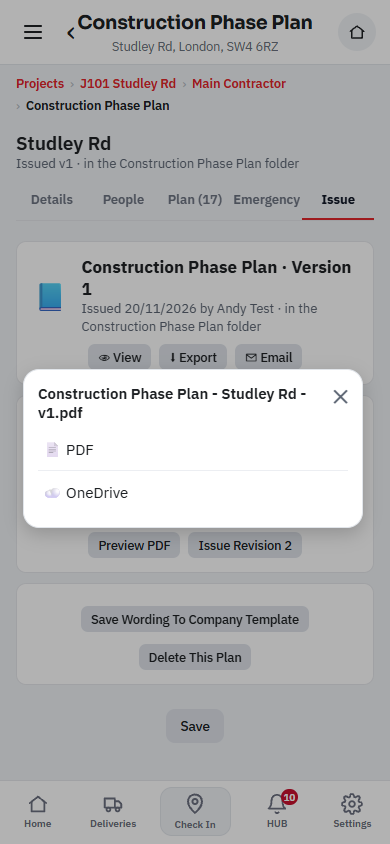 Construction Phase Plan
Studley Rd, London, SW4 6RZ
Projects › J101 Studley Rd › Main Contractor
› Construction Phase Plan
Studley Rd
Issued v1 · in the Construction Phase Plan folder
Details People Plan (17) Emergency Issue
Construction Phase Plan · Version
1
Issued 20/11/2026 by Andy Test · in the
Construction Phase Plan folder
View Export Email
Construction Phase Plan - Studley Rd -
v1.pdf
PDF
OneDrive
Preview PDF Issue Revision 2
Save Wording To Company Template
Delete This Plan
Save
10
Home Deliveries Check In HUB Settings